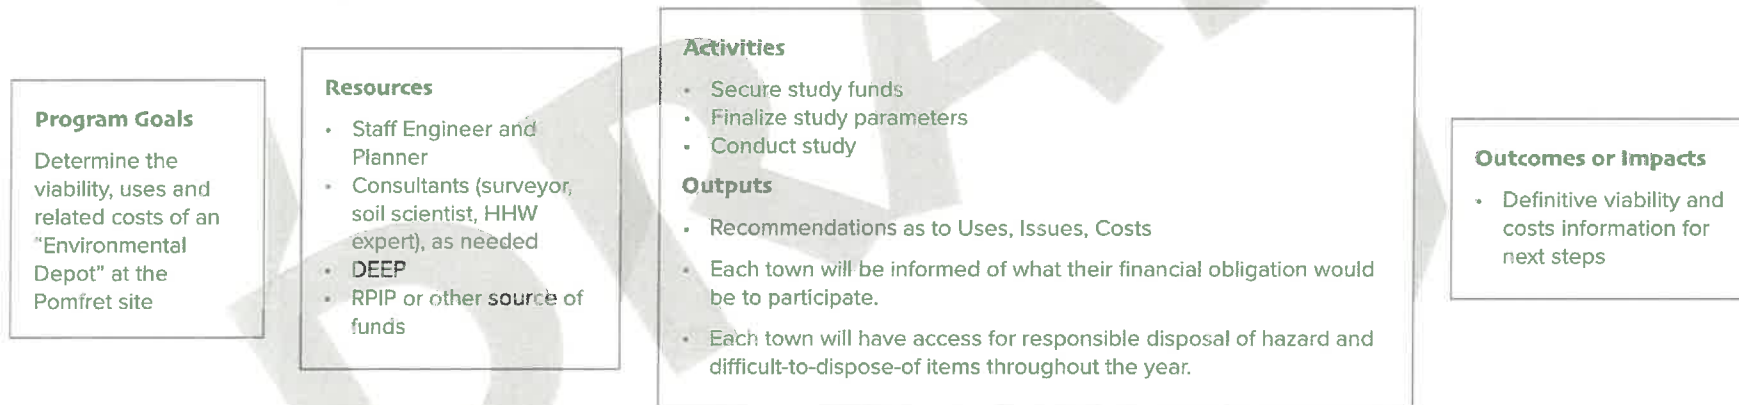 Program Goals
Determine the
viability, uses and
related costs of an
"Environmental
Depot" at the
Pomfret site
Resources
• Staff Engineer and
Planner
• Consultants (surveyor,
soil scientist, HHW
expert), as needed
• DEEP
• RPIP or other source of
funds
Activities
• Secure study funds
• Finalize study parameters
• Conduct study
Outputs
• Recommendations as to Uses, Issues, Costs
• Each town will be informed of what their financial obligation would
be to participate.
• Each town will have access for responsible disposal of hazard and
difficult-to-dispose-of items throughout the year.
Outcomes or Impacts
• Definitive viability and
costs information for
next steps
DRAFT